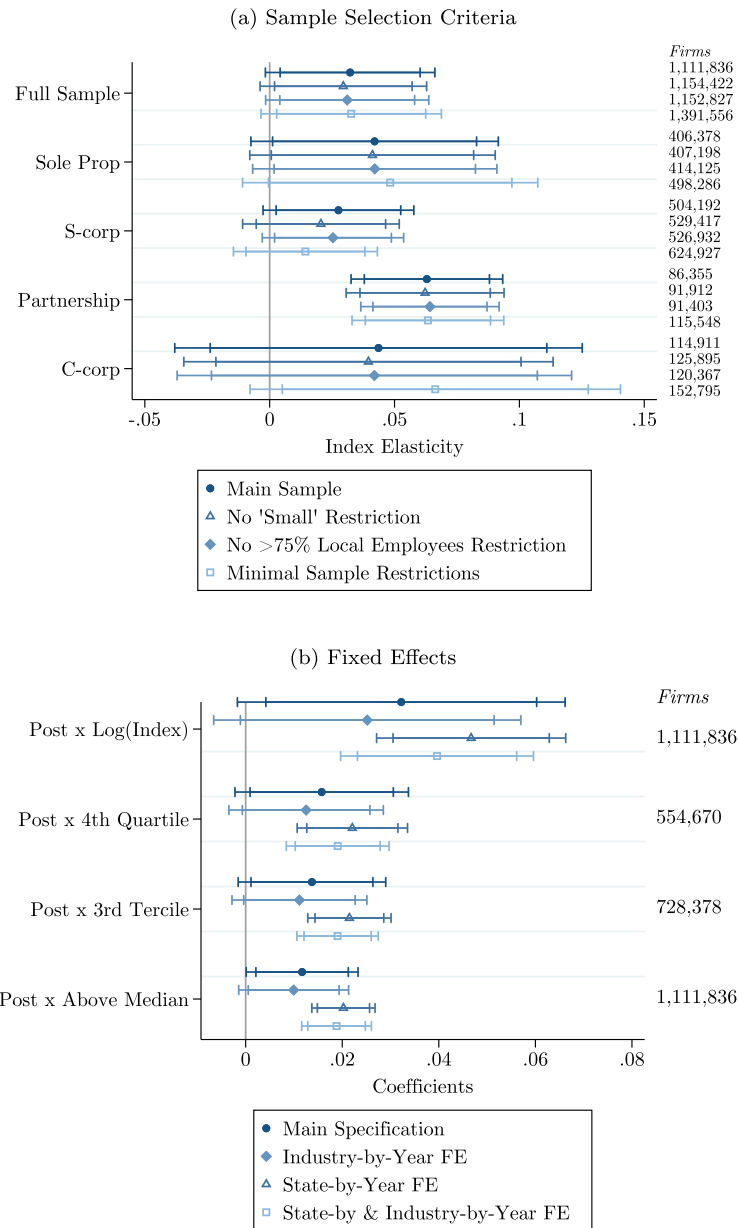 (a) Sample Selection Criteria
Firms
Full Sample
1,111,836
1,154,422
1,152,827
1,391,556
Sole Prop
406,378
407,198
414,125
498,286
S-corp
504,192
529,417
526,932
624,927
Partnership
86,355
91,912
91,403
115,548
C-corp
114,911
125,895
120,367
152,795
-.05 0 .05 .1 .15
Index Elasticity
Main Sample
No 'Small' Restriction
No >75% Local Employees Restriction
Minimal Sample Restrictions
(b) Fixed Effects
Firms
Post x Log(Index) 1,111,836
Post x 4th Quartile 554,670
Post x 3rd Tercile 728,378
Post x Above Median 1,111,836
0 .02 .04 .06 .08
Coefficients
Main Specification
Industry-by-Year FE
State-by-Year FE
State-by & Industry-by-Year FE